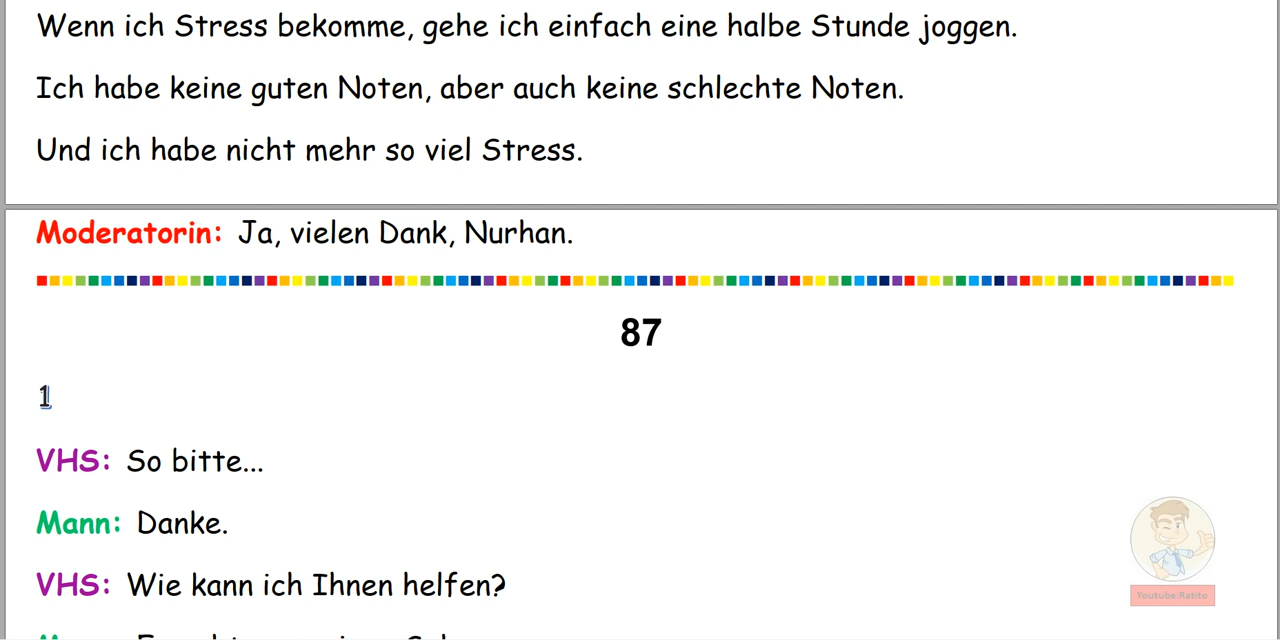 Wenn ich Stress bekomme, gehe ich einfach eine halbe Stunde joggen.
Ich habe keine guten Noten, aber auch keine schlechte Noten.
Und ich habe nicht mehr so viel Stress.
Moderatorin: Ja, vielen Dank, Nurhan.
87
1
VHS: So bitte...
Mann: Danke.
VHS: Wie kann ich Ihnen helfen?
Youtube:Ratito